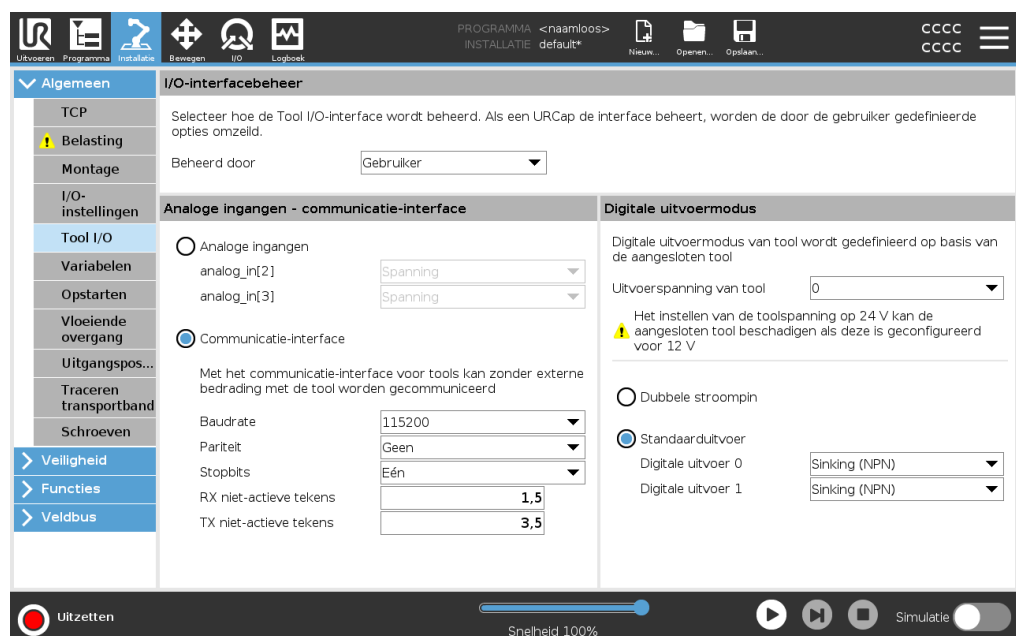 PROGRAMMA <naamloos>
INSTALLATIE default*
cccc
cccc
Uitvoeren Programma Installatie Bewegen I/O Logboek Nieuw... Openen... Opslaan...
Algemeen
TCP
Belasting
Montage
I/O-
instellingen
Tool I/O
Variabelen
Opstarten
Vloeiende
overgang
Uitgangspos...
Traceren
transportband
Schroeven
Veiligheid
Functies
Veldbus
I/O-interfacebeheer
Selecteer hoe de Tool I/O-interface wordt beheerd. Als een URCap de interface beheert, worden de door de gebruiker gedefinieerde
opties omzeild.
Beheerd door Gebruiker
Analoge ingangen - communicatie-interface
Analoge ingangen
analog_in[2] Spanning
analog_in[3] Spanning
Communicatie-interface
Met het communicatie-interface voor tools kan zonder externe
bedrading met de tool worden gecommuniceerd
Baudrate 115200
Pariteit Geen
Stopbits Eén
RX niet-actieve tekens 1,5
TX niet-actieve tekens 3,5
Digitale uitvoermodus
Digitale uitvoermodus van tool wordt gedefinieerd op basis van
de aangesloten tool
Uitvoerspanning van tool 0
Het instellen van de toolspanning op 24 V kan de
aangesloten tool beschadigen als deze is geconfigureerd
voor 12 V
Dubbele stroompin
Standaarduitvoer
Digitale uitvoer 0 Sinking (NPN)
Digitale uitvoer 1 Sinking (NPN)
Uitzetten
Snelheid 100%
Simulatie